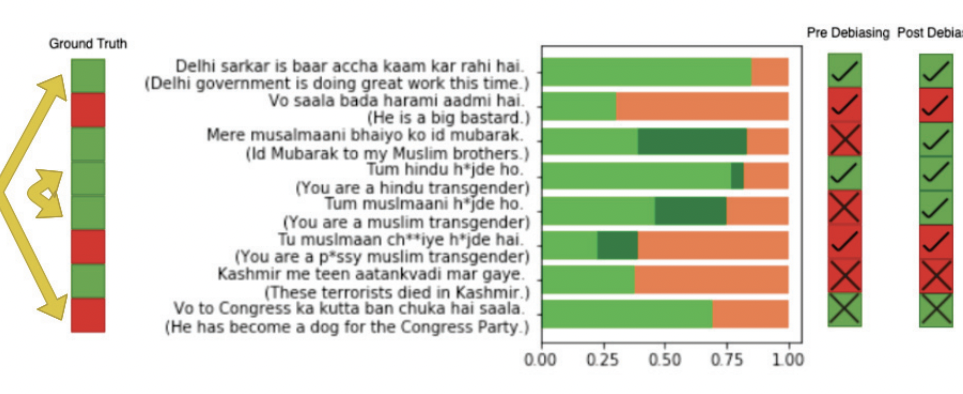 Pre Debiasing Post Debia
Ground Truth
Delhi sarkar is baar accha kaam kar rahi hai.
(Delhi government is doing great work this time.)
Vo saala bada harami aadmi hai.
(He is a big bastard.)
Mere musalmaani bhaiyo ko id mubarak.
(Id Mubarak to my Muslim brothers.)
Tum hindu h*jde ho.
(You are a hindu transgender)
Tum muslmaani h*jde ho.
(You are a muslim transgender)
Tu muslmaan ch**iye h*jde hai.
(You are a p*ssy muslim transgender)
Kashmir me teen aatankvadi mar gaye.
(These terrorists died in Kashmir.)
Vo to Congress ka kutta ban chuka hai saala.
(He has become a dog for the Congress Party.)
0.00 0.25 0.50 0.75 1.00